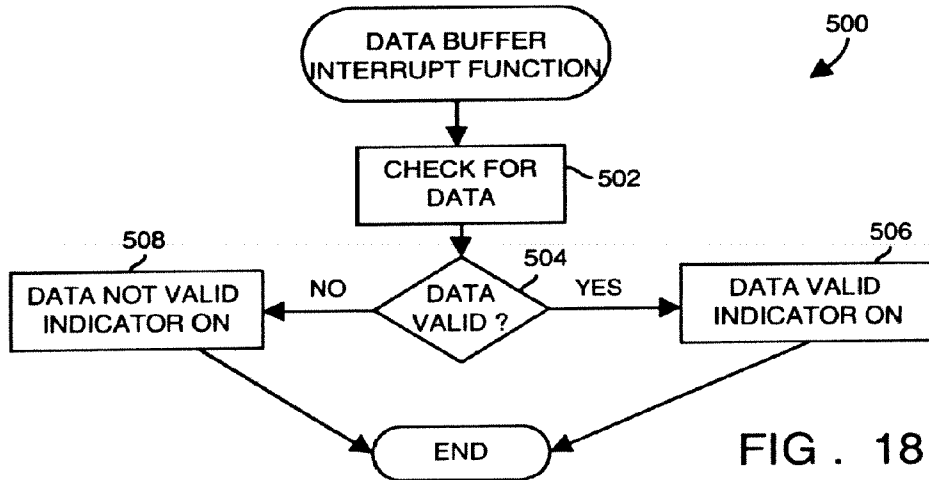 DATA BUFFER
INTERRUPT FUNCTION
500
CHECK FOR
DATA
502
508
504
506
DATA NOT VALID
INDICATOR ON
NO
DATA
VALID ?
YES
DATA VALID
INDICATOR ON
END
FIG . 18